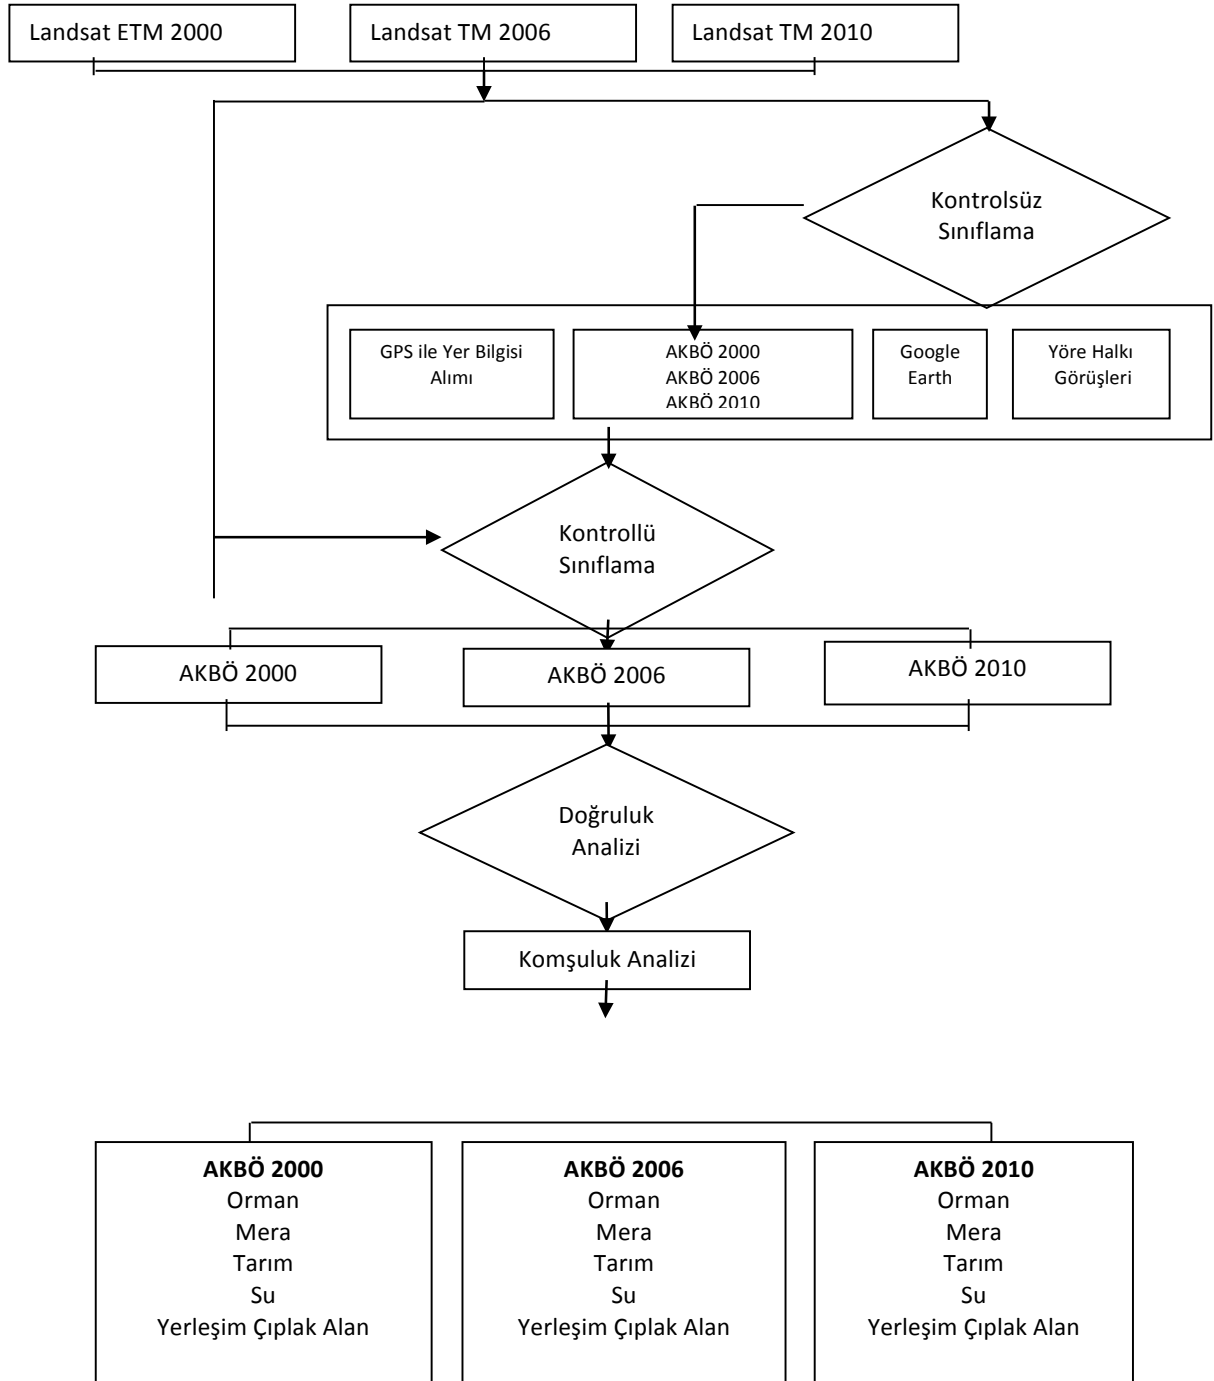 Landsat ETM 2000
Landsat TM 2006
Landsat TM 2010
Kontrolsüz
Sınıflama
GPS ile Yer Bilgisi
Alımı
AKBÖ 2000
AKBÖ 2006
AKBÖ 2010
Google
Earth
Yöre Halkı
Görüşleri
Kontrollü
Sınıflama
AKBÖ 2000
AKBÖ 2006
AKBÖ 2010
Doğruluk
Analizi
Komşuluk Analizi
AKBÖ 2000
Orman
Mera
Tarım
Su
Yerleşim Çıplak Alan
AKBÖ 2006
Orman
Mera
Tarım
Su
Yerleşim Çıplak Alan
AKBÖ 2010
Orman
Mera
Tarım
Su
Yerleşim Çıplak Alan